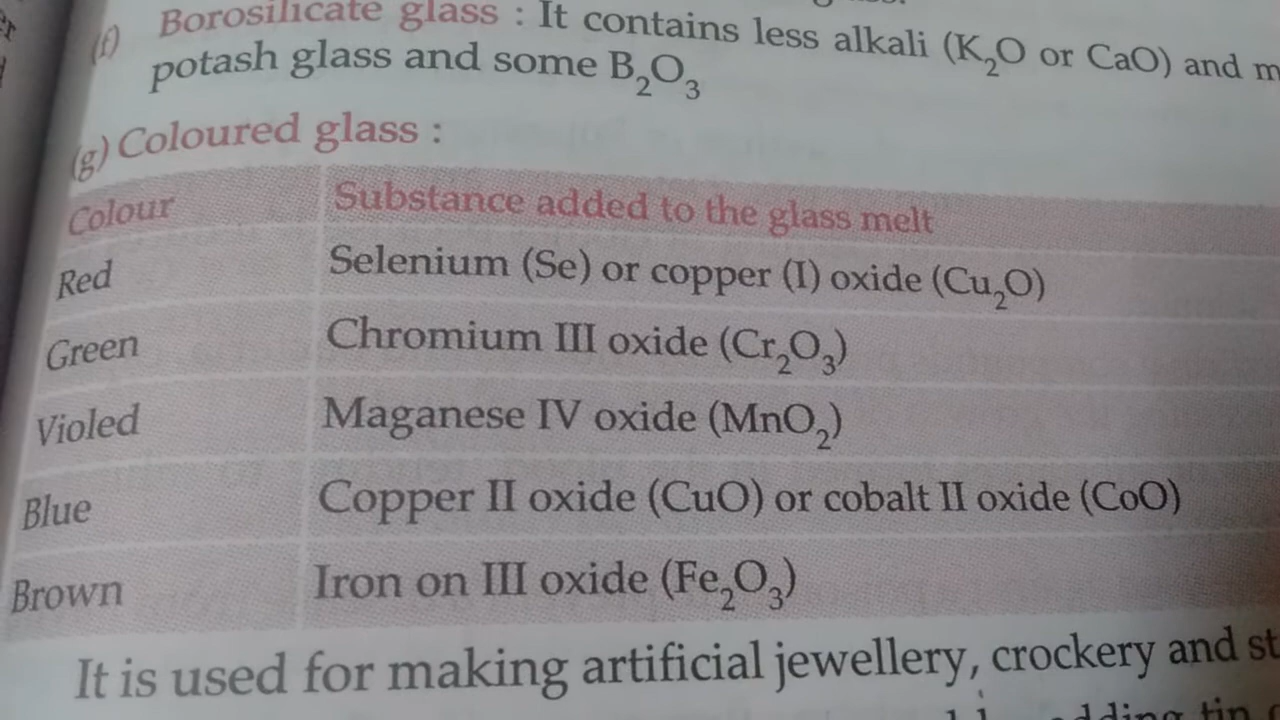 (f) Borosilicate glass : It contains less alkali (K₂O or CaO) and
potash glass and some B₂O₃
(g) Coloured glass :
Colour Substance added to the glass melt
Red Selenium (Se) or copper (I) oxide (Cu₂O)
Green Chromium III oxide (Cr₂O₃)
Violed Maganese IV oxide (MnO₂)
Blue Copper II oxide (CuO) or cobalt II oxide (CoO)
Brown Iron on III oxide (Fe₂O₃)
It is used for making artificial jewellery, crockery and
tin